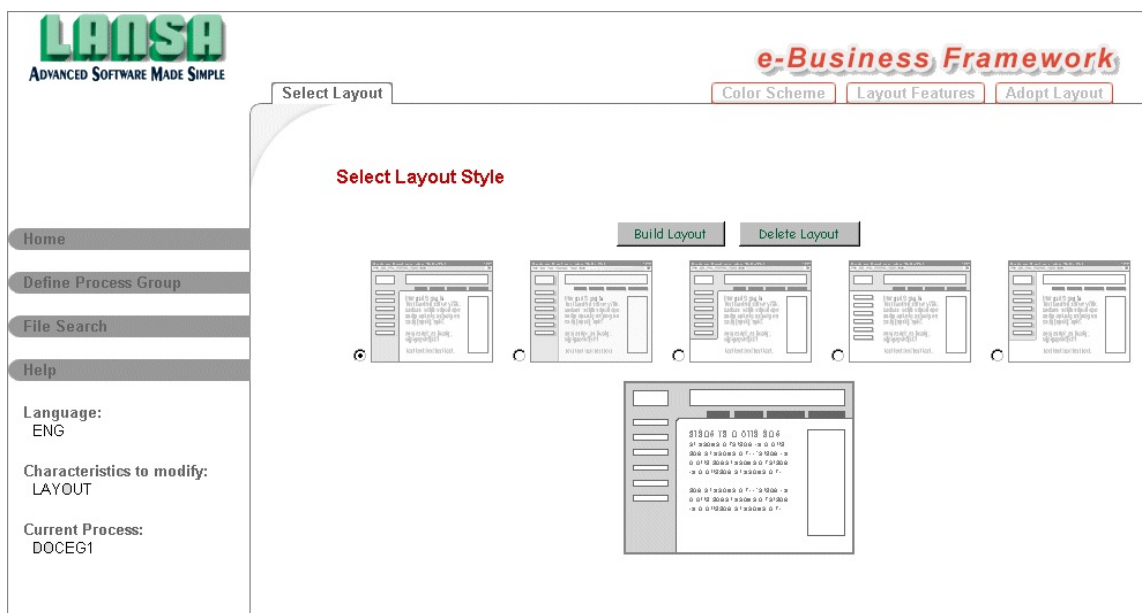 LANSA
ADVANCED SOFTWARE MADE SIMPLE
e-Business Framework
Select Layout
Color Scheme
Layout Features
Adopt Layout
Select Layout Style
Build Layout
Delete Layout
Home
Define Process Group
File Search
Help
Language:
ENG
Characteristics to modify:
LAYOUT
Current Process:
DOCEG1